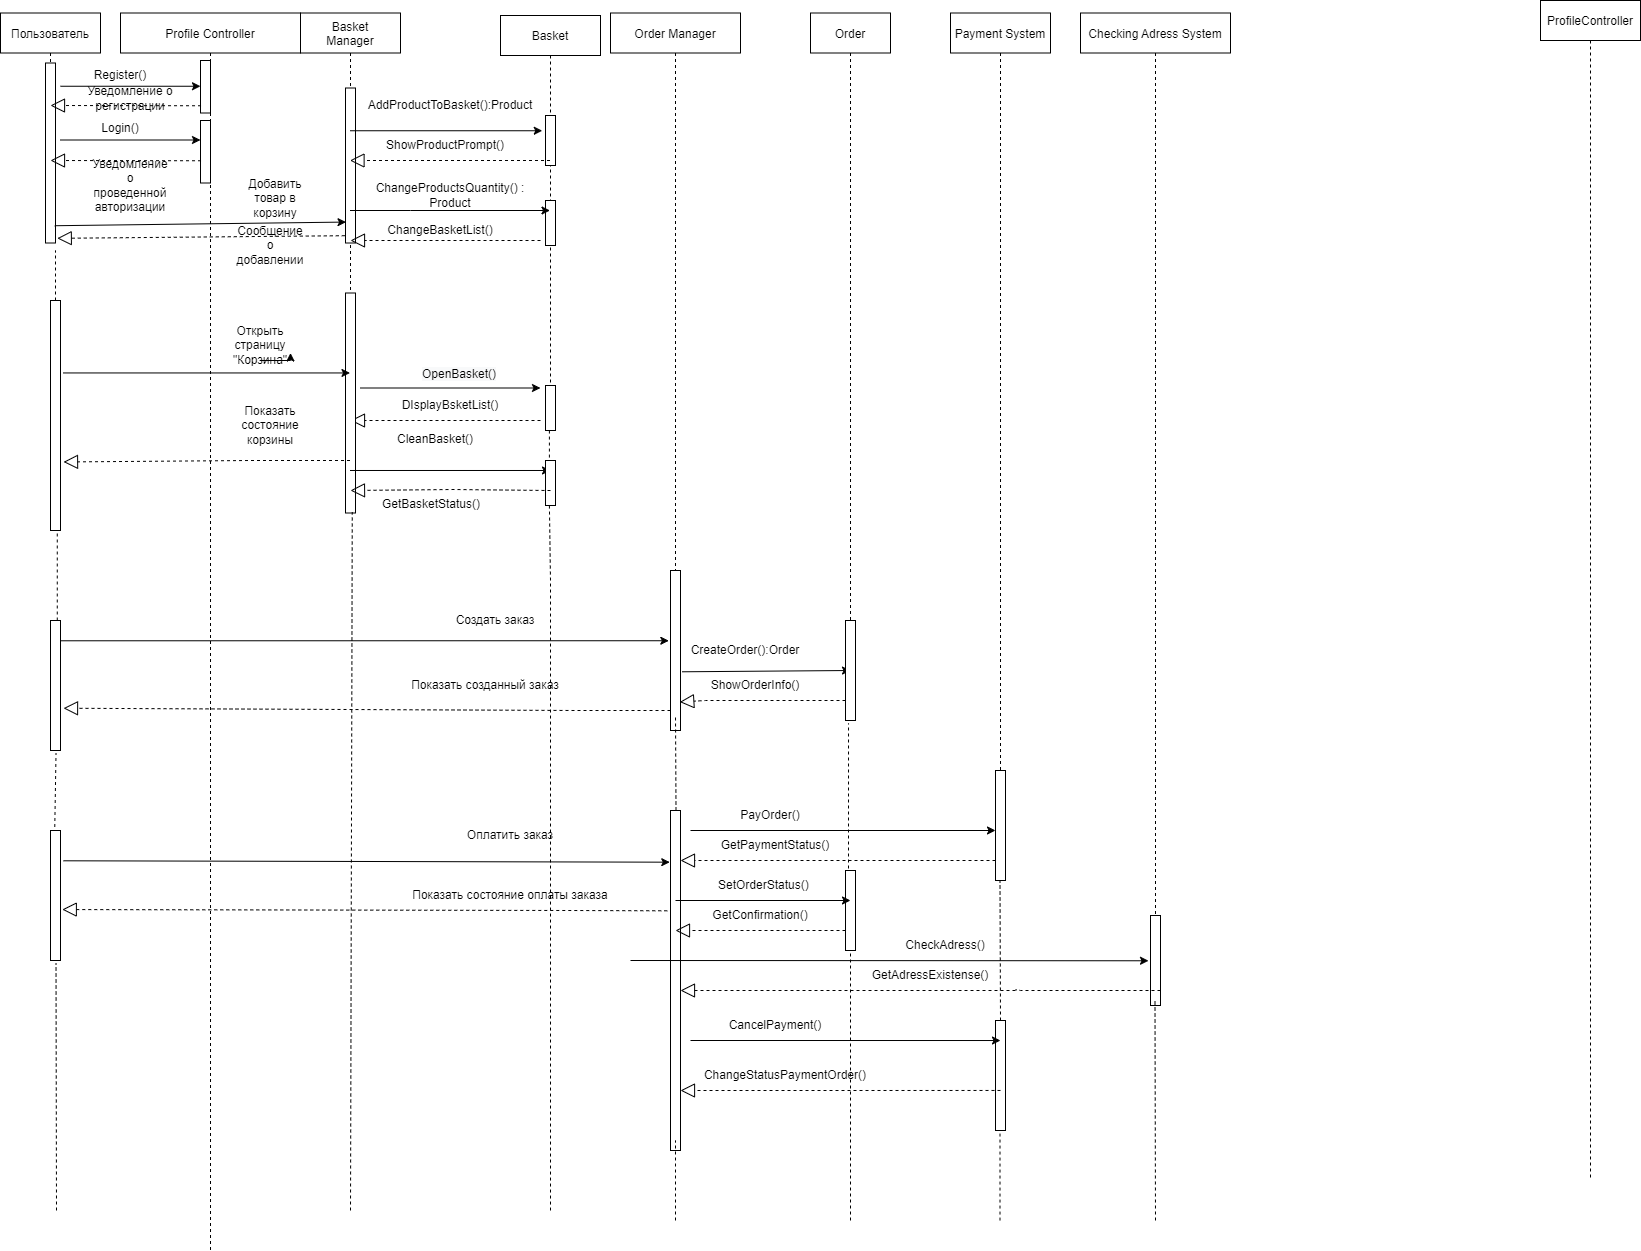 Пользователь
Profile Controller
Basket
Manager
Basket
Order Manager
Order
Payment System
Checking Adress System
ProfileController
Register()
Уведомление о
регистрации
Login()
Уведомление
о
проведенной
авторизации
AddProductToBasket():Product
ShowProductPrompt()
Добавить
товар в
корзину
ChangeProductsQuantity() :
Product
Сообщение
о
добавлении
ChangeBasketList()
Открыть
страницу
"Корзина"
OpenBasket()
DIsplayBsketList()
Показать
состояние
корзины
CleanBasket()
GetBasketStatus()
Создать заказ
CreateOrder():Order
Показать созданный заказ
ShowOrderInfo()
PayOrder()
Оплатить заказ
GetPaymentStatus()
SetOrderStatus()
Показать состояние оплаты заказа
GetConfirmation()
CheckAdress()
GetAdressExistense()
CancelPayment()
ChangeStatusPaymentOrder()